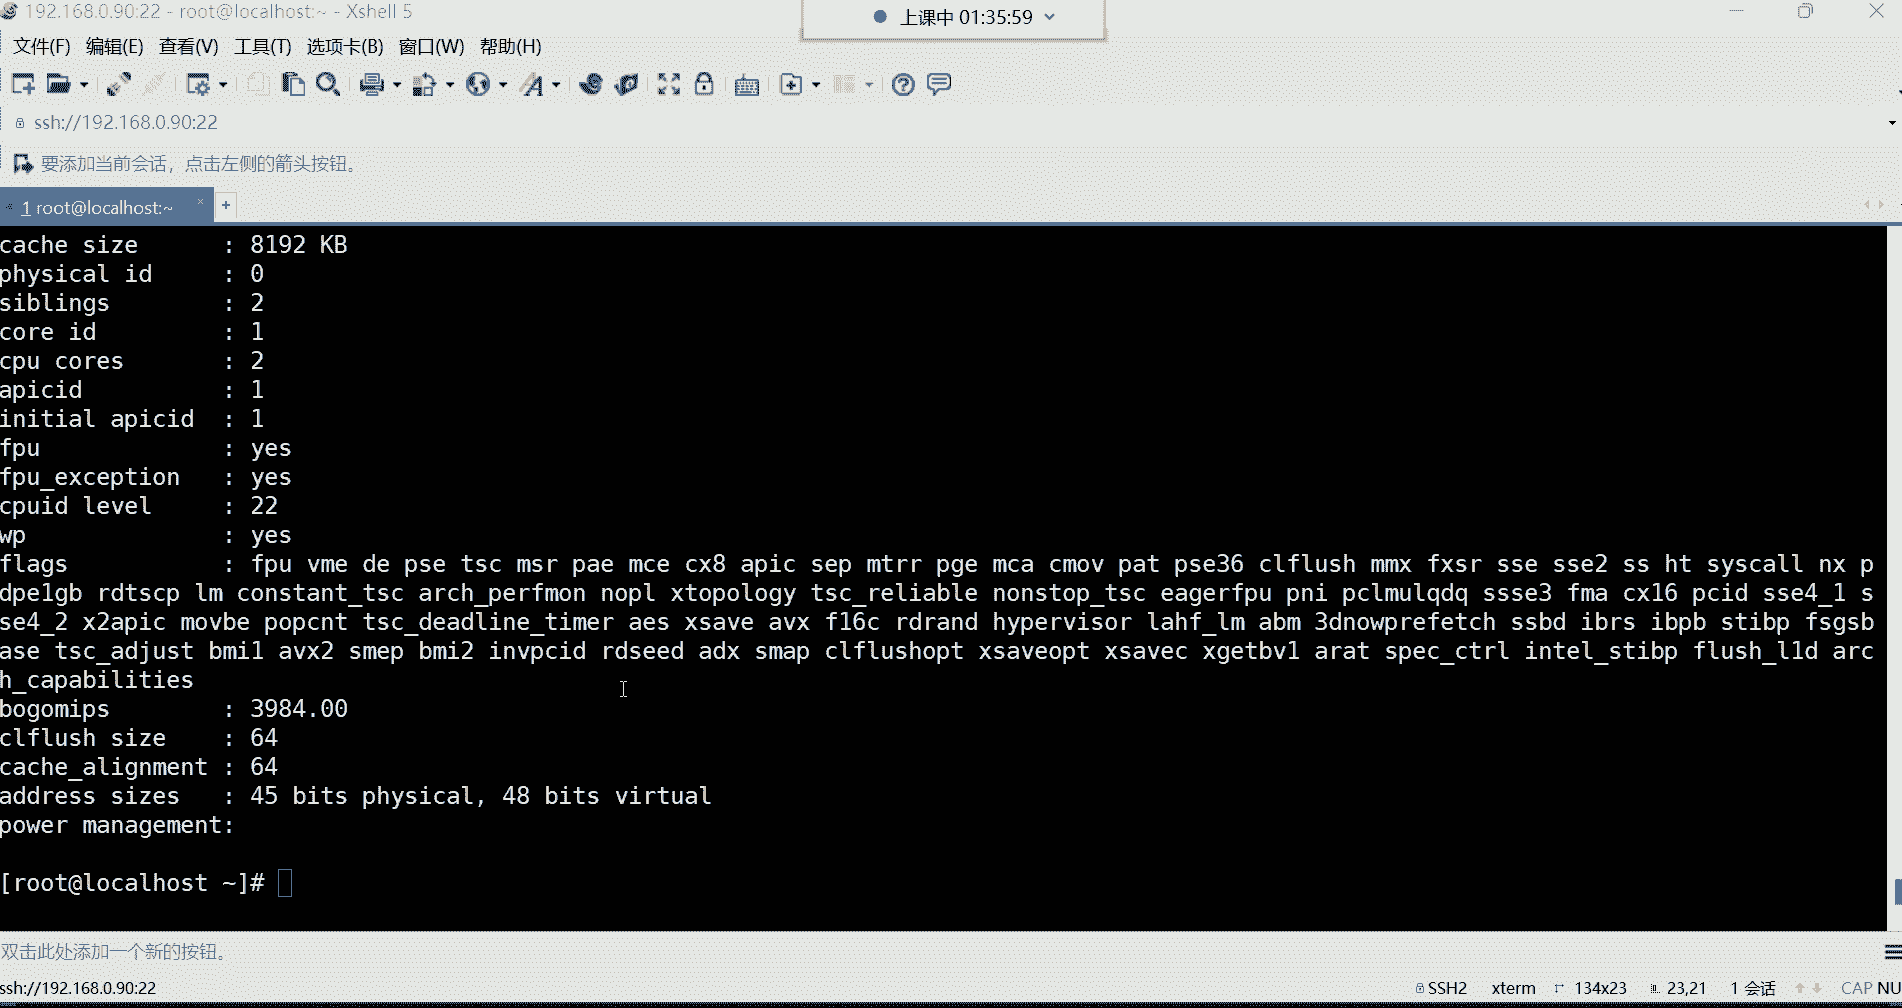 192.168.0.90:22 - root@localhost:~ - Xshell 5
上课中 01:35:59
文件(F) 编辑(E) 查看(V) 工具(T) 选项卡(B) 窗口(W) 帮助(H)
ssh://192.168.0.90:22
要添加当前会话，点击左侧的箭头按钮。
1 root@localhost:~ × +
cache size : 8192 KB
physical id : 0
siblings : 2
core id : 1
cpu cores : 2
apicid : 1
initial apicid : 1
fpu : yes
fpu_exception : yes
cpuid level : 22
wp : yes
flags : fpu vme de pse tsc msr pae mce cx8 apic sep mtrr pge mca cmov pat pse36 clflush mmx fxsr sse sse2 ss ht syscall nx p
dpe1gb rdtscp lm constant_tsc arch_perfmon nopl xtopology tsc_reliable nonstop_tsc eagerfpu pni pclmulqdq ssse3 fma cx16 pcid sse4_1 s
se4_2 x2apic movbe popcnt tsc_deadline_timer aes xsave avx f16c rdrand hypervisor lahf_lm abm 3dnowprefetch ssbd ibrs ibpb stibp fsgsb
ase tsc_adjust bmi1 avx2 smep bmi2 invpcid rdseed adx smap clflushopt xsaveopt xsavec xgetbv1 arat spec_ctrl intel_stibp flush_l1d arc
h_capabilities
bogomips : 3984.00
clflush size : 64
cache_alignment : 64
address sizes : 45 bits physical, 48 bits virtual
power management:
[root@localhost ~]#
双击此处添加一个新的按钮。
ssh://192.168.0.90:22 SSH2 xterm 134x23 23,21 1 会话 CAP NU